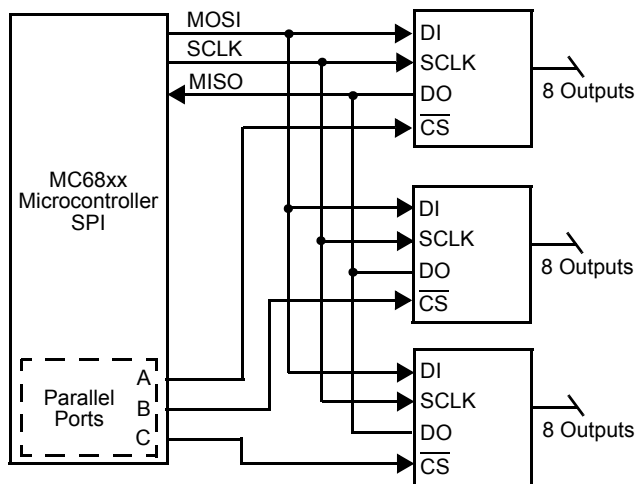 MOSI
SCLK
MISO
MC68xx
Microcontroller
SPI
Parallel
Ports
A
B
C
DI
SCLK
DO
CS
8 Outputs
DI
SCLK
DO
CS
8 Outputs
DI
SCLK
DO
CS
8 Outputs